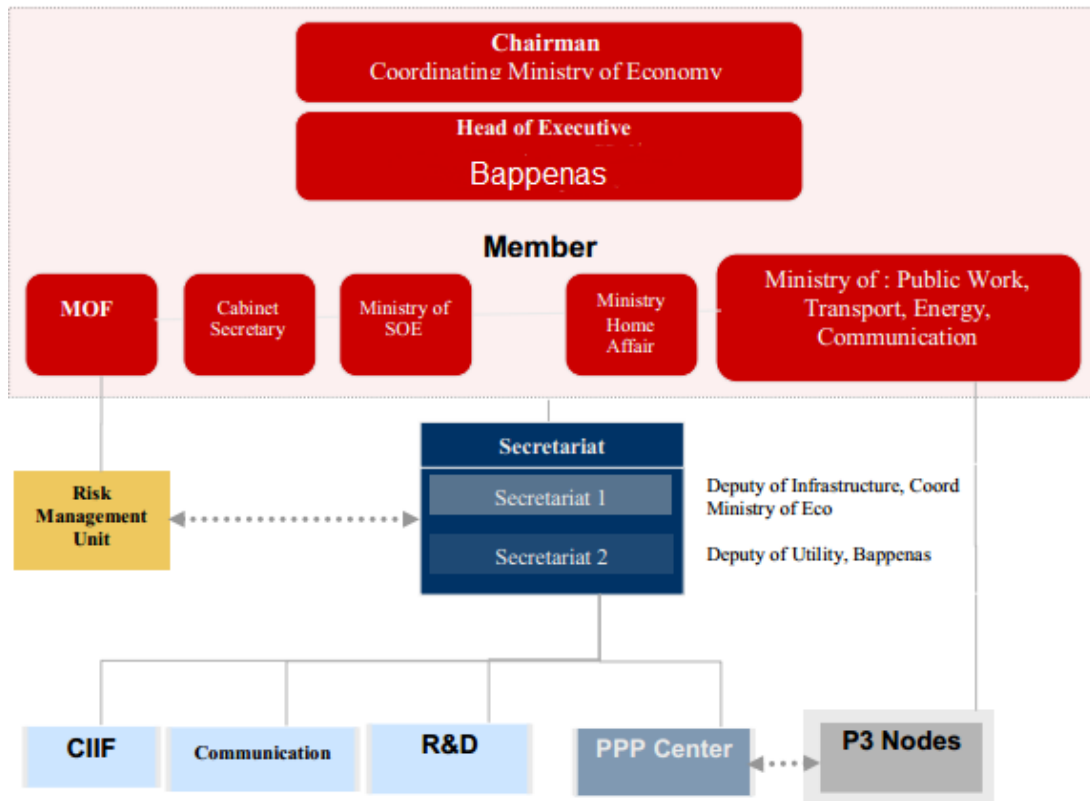 Chairman
Coordinating Ministry of Economy
Head of Executive
Bappenas
Member
MOF
Cabinet
Secretary
Ministry of
SOE
Ministry
Home
Affair
Ministry of : Public Work,
Transport, Energy,
Communication
Secretariat
Secretariat 1
Secretariat 2
Deputy of Infrastructure, Coord
Ministry of Eco
Deputy of Utility, Bappenas
Risk
Management
Unit
CIIF
Communication
R&D
PPP Center
P3 Nodes